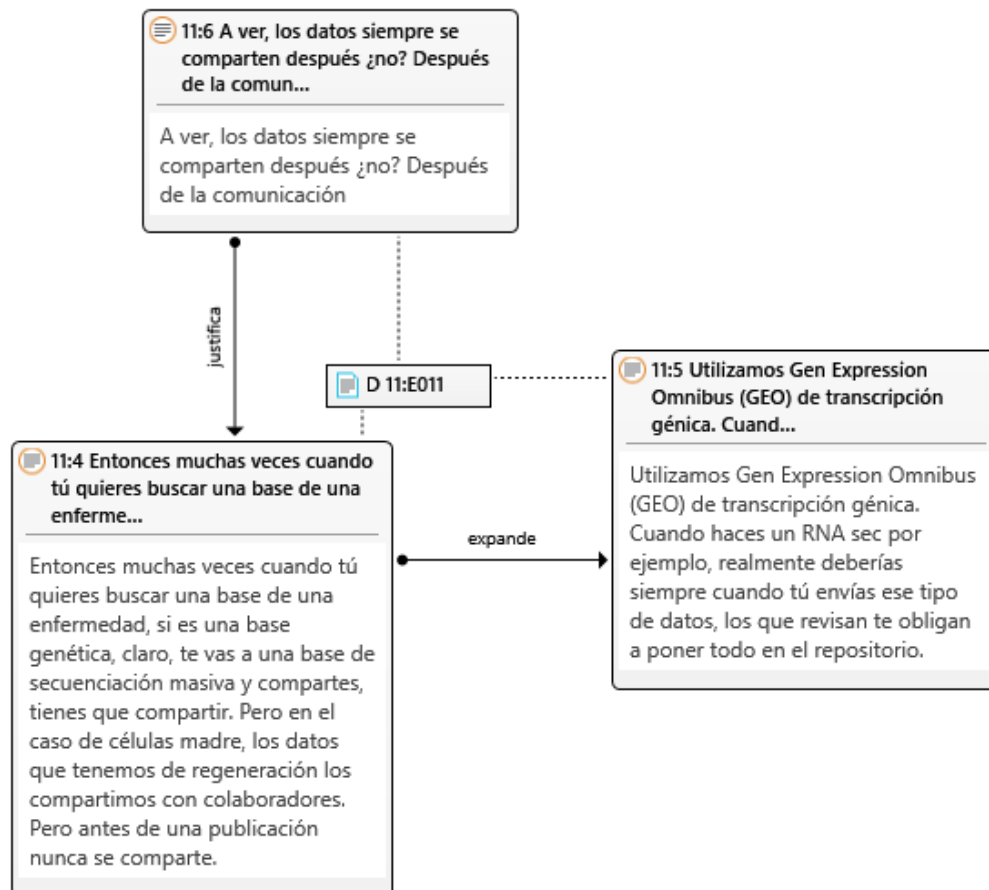 11:6 A ver, los datos siempre se
comparten después ¿no? Después
de la comun...
A ver, los datos siempre se
comparten después ¿no? Después
de la comunicación
justifica
D 11:E011
11:5 Utilizamos Gen Expression
Omnibus (GEO) de transcripción
génica. Cuand...
Utilizamos Gen Expression Omnibus
(GEO) de transcripción génica.
Cuando haces un RNA sec por
ejemplo, realmente deberías
siempre cuando tú envías ese tipo
de datos, los que revisan te obligan
a poner todo en el repositorio.
11:4 Entonces muchas veces cuando
tú quieres buscar una base de una
enferme...
Entonces muchas veces cuando tú
quieres buscar una base de una
enfermedad, si es una base
genética, claro, te vas a una base de
secuenciación masiva y compartes,
tienes que compartir. Pero en el
caso de células madre, los datos
que tenemos de regeneración los
compartimos con colaboradores.
Pero antes de una publicación
nunca se comparte.
expande